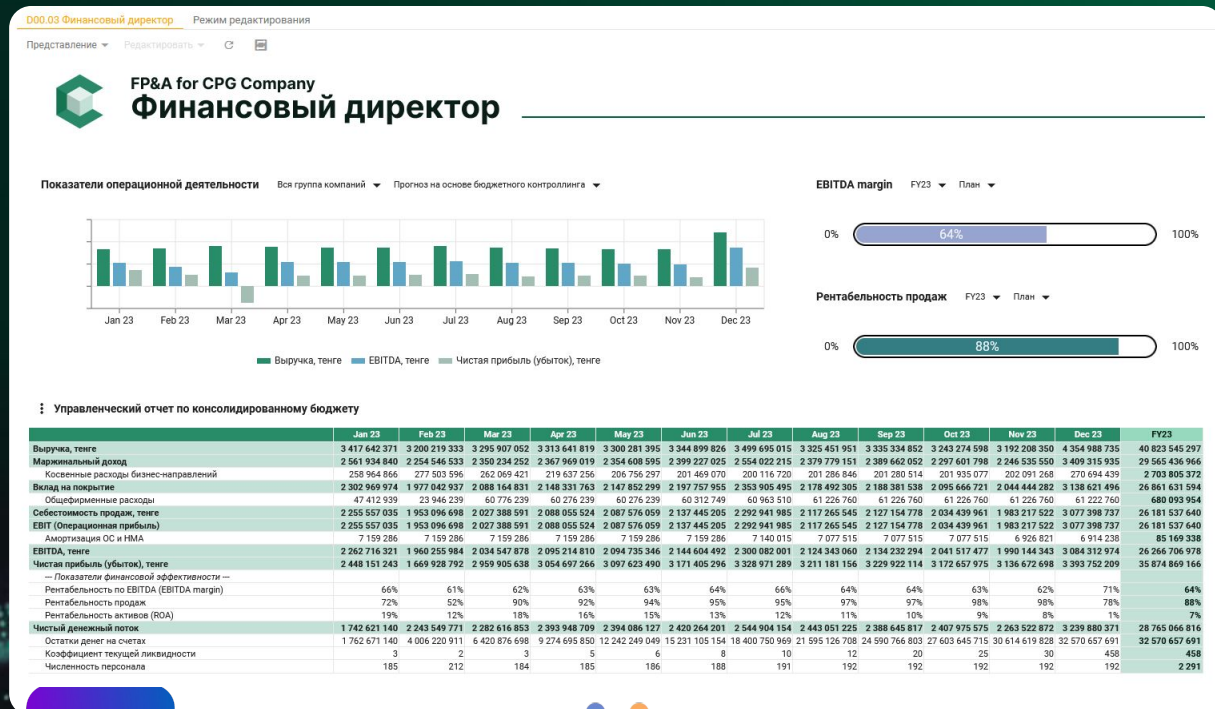 D00.03 Финансовый директор Режим редактирования
Представление Редактировать
FP&A for CPG Company
Финансовый директор
Показатели операционной деятельности Вся группа компаний Прогноз на основе бюджетного контроллинга
EBITDA margin FY23 План
0% 64% 100%
Рентабельность продаж FY23 План
0% 88% 100%
Jan 23 Feb 23 Mar 23 Apr 23 May 23 Jun 23 Jul 23 Aug 23 Sep 23 Oct 23 Nov 23 Dec 23
Выручка, тенге EBITDA, тенге Чистая прибыль (убыток), тенге
Управленческий отчет по консолидированному бюджету
Jan 23 Feb 23 Mar 23 Apr 23 May 23 Jun 23 Jul 23 Aug 23 Sep 23 Oct 23 Nov 23 Dec 23 FY23
Выручка, тенге 3 417 642 371 3 200 219 333 3 295 907 052 3 313 641 819 3 300 281 395 3 344 899 826 3 499 695 015 3 325 451 951 3 335 334 852 3 243 274 598 3 192 208 350 4 354 988 735 40 823 545 297
Маржинальный доход 2 561 934 840 2 254 546 533 2 350 234 252 2 367 969 019 2 354 608 595 2 399 227 025 2 554 022 215 2 379 779 151 2 389 662 052 2 297 601 798 2 246 535 550 3 409 315 935 29 565 436 966
Косвенные расходы бизнес-направлений 258 964 866 277 503 596 262 069 421 219 637 256 206 756 297 201 469 070 200 116 720 201 286 846 201 280 514 201 935 077 202 091 268 270 694 439 2 703 805 372
Вклад на покрытие 2 302 969 974 1 977 042 937 2 088 164 831 2 148 331 763 2 147 852 299 2 197 757 955 2 353 905 495 2 178 492 305 2 188 381 538 2 095 666 721 2 044 444 282 3 138 621 496 26 861 631 594
Общефирменные расходы 47 412 939 23 946 239 60 776 239 60 276 239 60 276 239 60 312 749 60 963 510 61 226 760 61 226 760 61 226 760 61 226 760 61 222 760 680 093 954
Себестоимость продаж, тенге 2 255 557 035 1 953 096 698 2 027 388 591 2 088 055 524 2 087 576 059 2 137 445 205 2 292 941 985 2 117 265 545 2 127 154 778 2 034 439 961 1 983 217 522 3 077 398 737 26 181 537 640
EBIT (Операционная прибыль) 2 255 557 035 1 953 096 698 2 027 388 591 2 088 055 524 2 087 576 059 2 137 445 205 2 292 941 985 2 117 265 545 2 127 154 778 2 034 439 961 1 983 217 522 3 077 398 737 26 181 537 640
Амортизация ОС и НМА 7 159 286 7 159 286 7 159 286 7 159 286 7 159 286 7 159 286 7 140 015 7 077 515 7 077 515 7 077 515 6 926 821 6 914 238 85 169 338
EBITDA, тенге 2 262 716 321 1 960 255 984 2 034 547 878 2 095 214 810 2 094 735 346 2 144 604 492 2 300 082 001 2 124 343 060 2 134 232 294 2 041 517 477 1 990 144 343 3 084 312 974 26 266 706 978
Чистая прибыль (убыток), тенге 2 448 151 243 1 669 928 792 2 959 905 638 3 054 697 266 3 097 623 490 3 171 405 296 3 328 971 289 3 211 181 156 3 229 922 114 3 172 657 975 3 136 672 698 3 393 752 209 35 874 869 166
— Показатели финансовой эффективности —
Рентабельность по EBITDA (EBITDA margin) 66% 61% 62% 63% 63% 64% 66% 64% 64% 63% 62% 71% 64%
Рентабельность продаж 72% 52% 90% 92% 94% 95% 95% 97% 97% 98% 98% 78% 88%
Рентабельность активов (ROA) 19% 12% 18% 16% 15% 13% 12% 11% 10% 9% 8% 1% 7%
Чистый денежный поток 1 742 621 140 2 243 549 771 2 282 616 853 2 393 948 709 2 394 086 127 2 420 264 201 2 544 904 154 2 443 051 225 2 388 645 817 2 407 975 575 2 263 522 872 3 239 880 371 28 765 066 816
Остатки денег на счетах 1 762 671 140 4 006 220 911 6 420 876 698 9 274 695 850 12 242 249 049 15 231 105 154 18 400 750 969 21 595 126 708 24 590 766 803 27 603 645 715 30 614 619 828 32 570 657 691 32 570 657 691
Коэффициент текущей ликвидности 3 2 3 5 6 8 10 12 20 25 30 458 458
Численность персонала 185 212 184 185 186 188 191 192 192 192 192 192 2 291